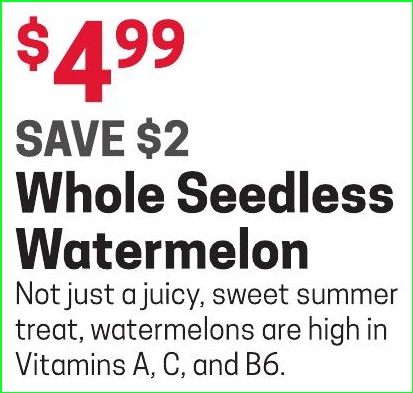 $4.99
SAVE $2
Whole Seedless
Watermelon
Not just a juicy, sweet summer
treat, watermelons are high in
Vitamins A, C, and B6.